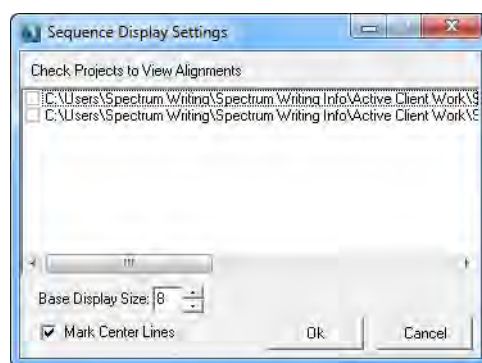 Sequence Display Settings
Check Projects to View Alignments
C:\Users\Spectrum Writing\Spectrum Writing Info\Active Client Work\S
C:\Users\Spectrum Writing\Spectrum Writing Info\Active Client Work\S
Base Display Size: 8
Mark Center Lines
Ok
Cancel